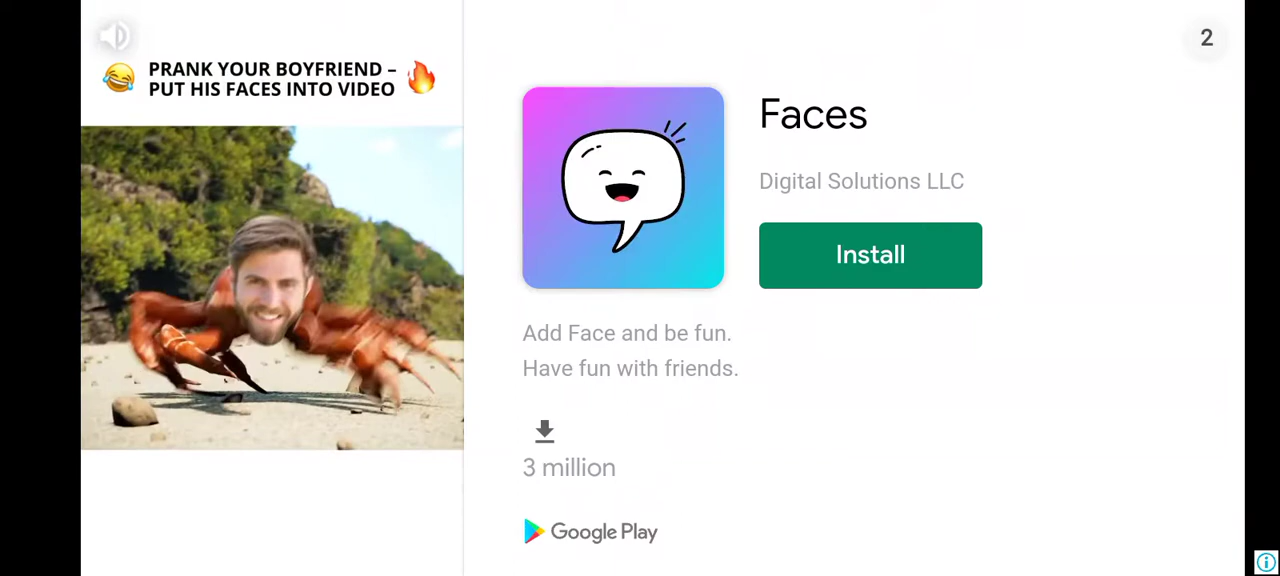 PRANK YOUR BOYFRIEND –
PUT HIS FACES INTO VIDEO
2
Faces
Digital Solutions LLC
Install
Add Face and be fun.
Have fun with friends.
3 million
Google Play